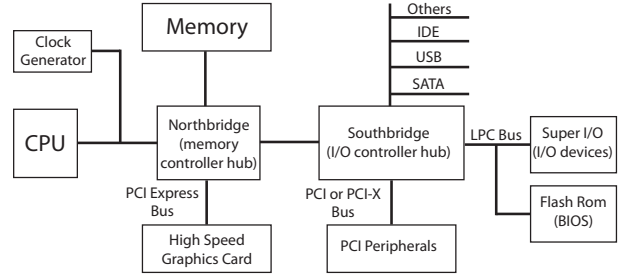 Others
Memory
IDE
Clock
Generator
USB
SATA
CPU
Northbridge
(memory
controller hub)
Southbridge
(I/O controller hub)
LPC Bus
Super I/O
(I/O devices)
PCI Express
Bus
PCI or PCI-X
Bus
Flash Rom
(BIOS)
High Speed
Graphics Card
PCI Peripherals